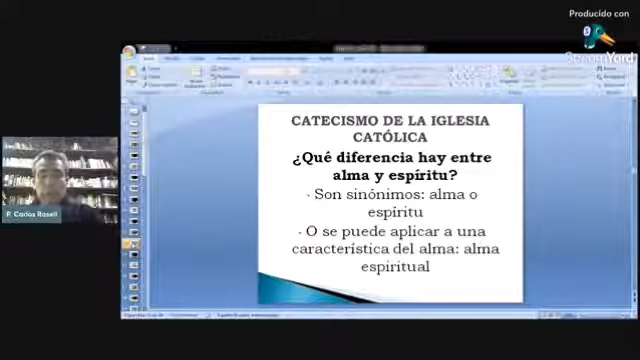 Producido con
StreamYard
CATECISMO DE LA IGLESIA
CATÓLICA
¿Qué diferencia hay entre
alma y espíritu?
Son sinónimos: alma o
espíritu
O se puede aplicar a una
característica del alma: alma
espiritual
P. Carlos Rosell